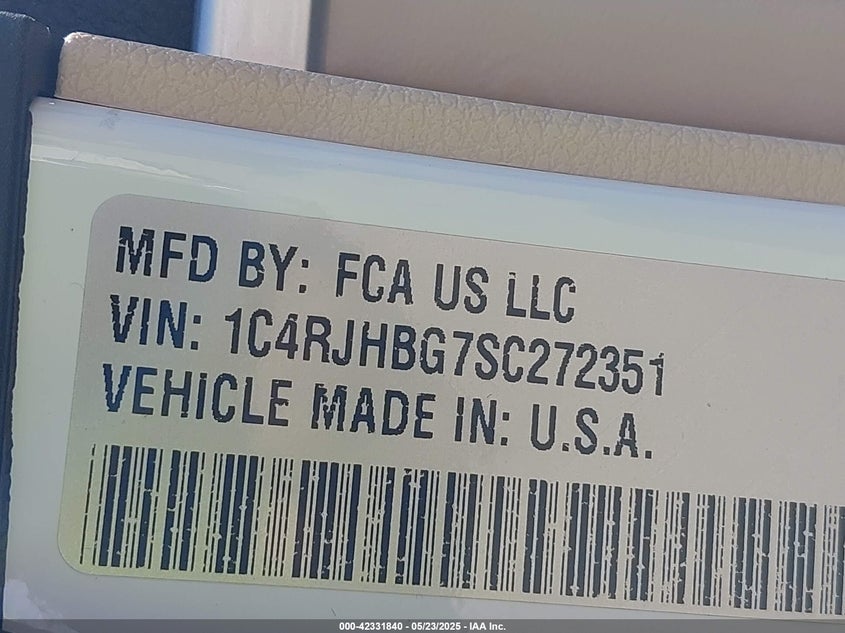 MFD BY: FCA US LLC
VIN: 1C4RJHBG7SC272351
VEHICLE MADE IN: U.S.A.
000-42331840 - 05/23/2025 - IAA Inc.